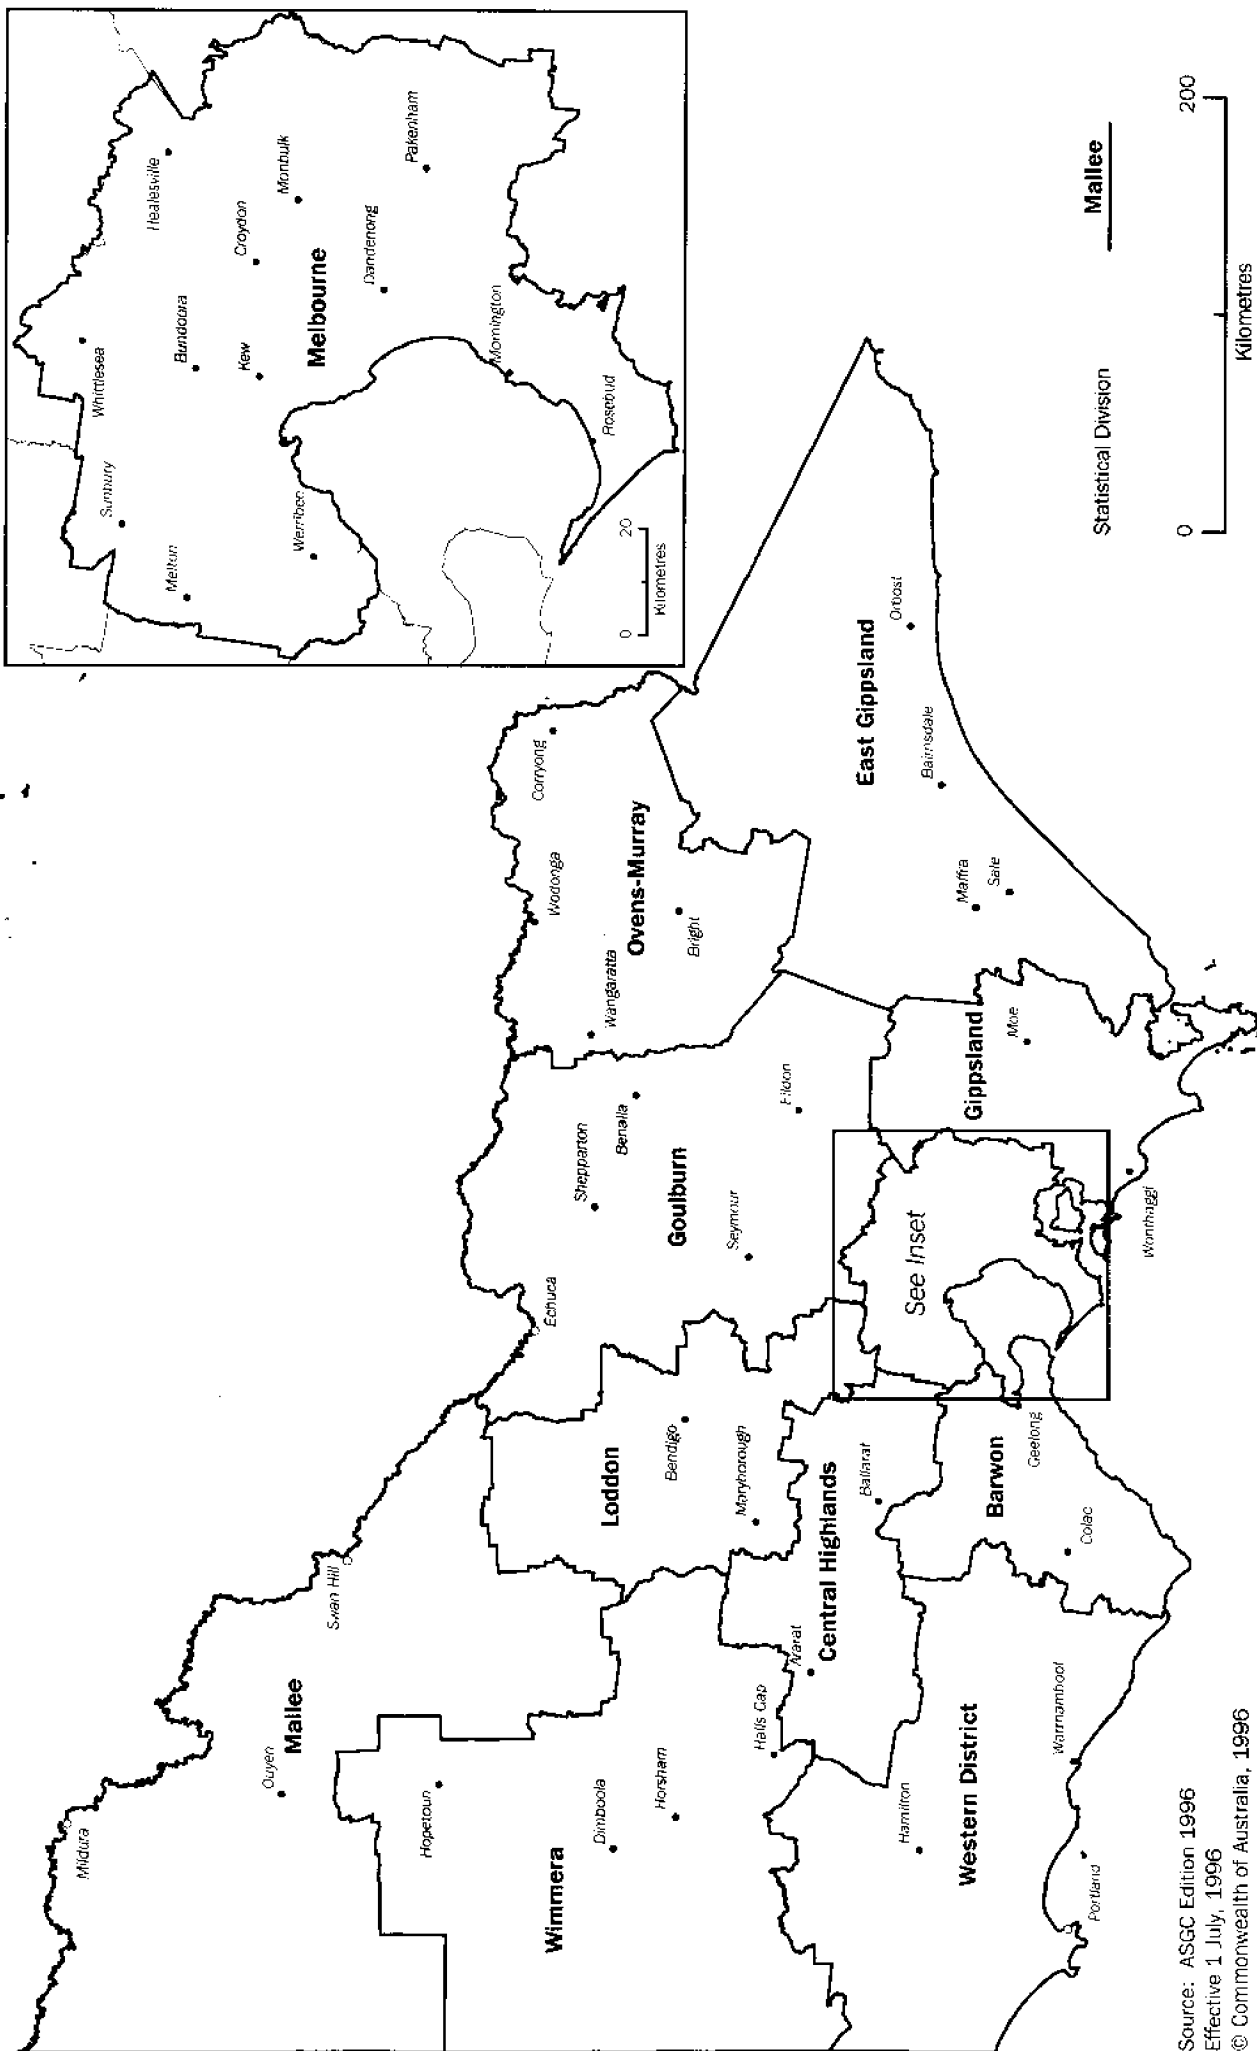 Mildura
Ouyen
Mallee
Swan Hill
Hopetoun
Wimmera
Dimboola
Horsham
Halls Gap
Echuca
Loddon
Bendigo
Maryborough
Ararat
Central Highlands
Ballarat
Western District
Hamilton
Portland
Warrnambool
Barwon
Geelong
Colac
Goulburn
Shepparton
Benalla
Seymour
Eildon
See Inset
Wonthaggi
Gippsland
Moe
Ovens-Murray
Wodonga
Corryong
Wangaratta
Bright
East Gippsland
Orbost
Bairnsdale
Maffra
Sale
Sunbury
Whittlesea
Healesville
Melton
Bundoora
Kew
Croydon
Monbulk
Werribee
Melbourne
Dandenong
Pakenham
Mornington
Rosebud
0 20
Kilometres
Statistical Division Mallee
0 200
Kilometres
Source: ASGC Edition 1996
Effective 1 July, 1996
© Commonwealth of Australia, 1996